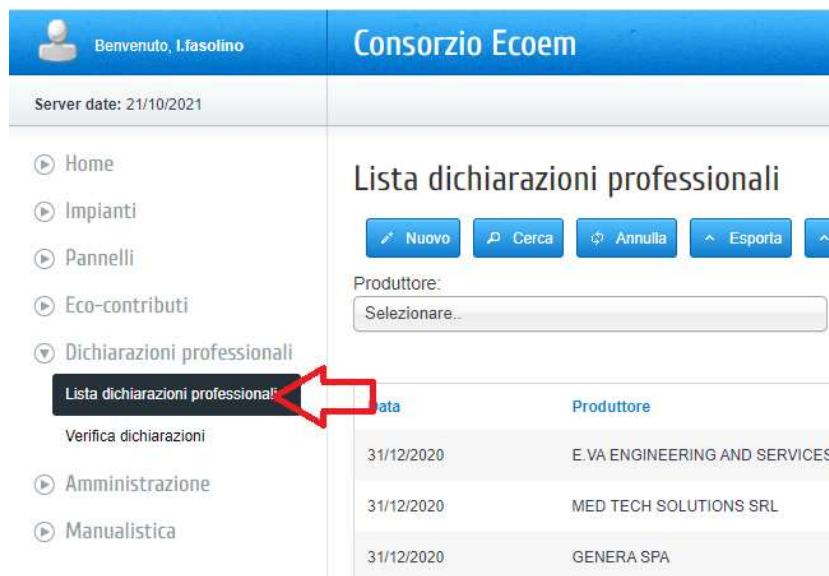 Benvenuto, l.fasolino
Consorzio Ecoem
Server date: 21/10/2021
Home
Impianti
Pannelli
Eco-contributi
Dichiarazioni professionali
Lista dichiarazioni professionali
Verifica dichiarazioni
Amministrazione
Manualistica
Lista dichiarazioni professionali
Nuovo Cerca Annulla Esporta
Produttore:
Selezionare..
Data Produttore
31/12/2020 E.VA ENGINEERING AND SERVICES
31/12/2020 MED TECH SOLUTIONS SRL
31/12/2020 GENERA SPA